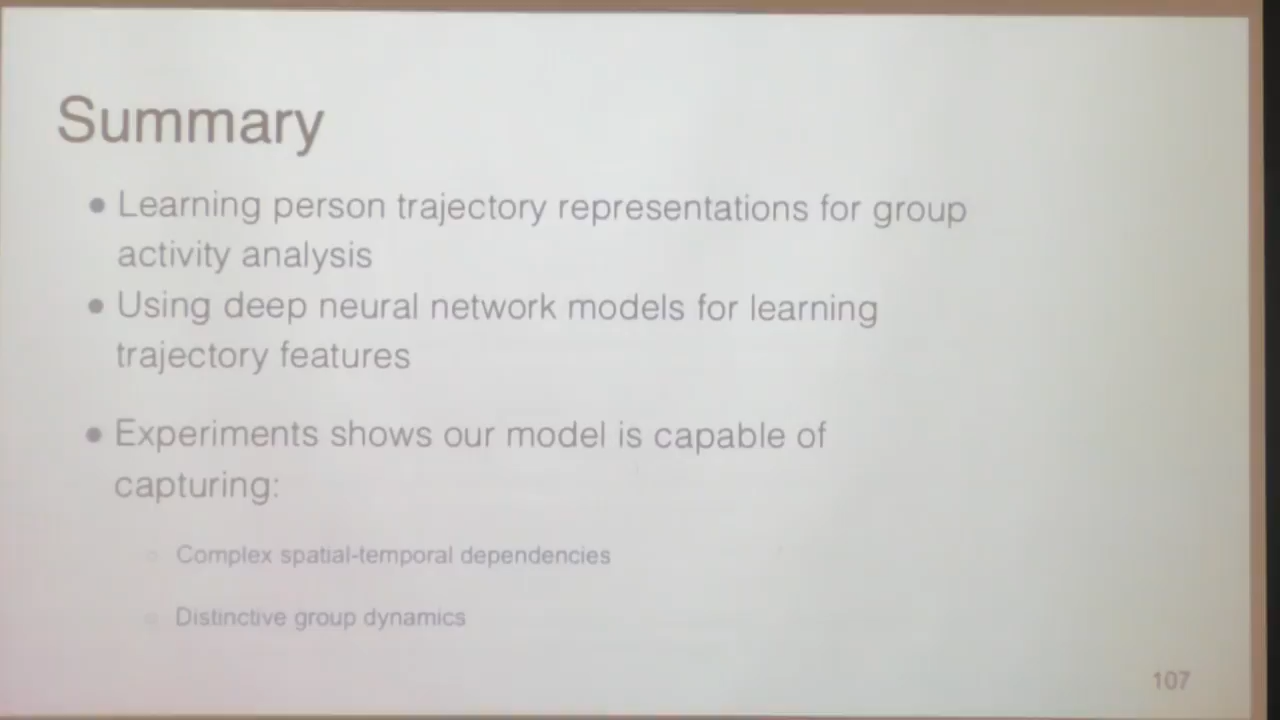 Summary
• Learning person trajectory representations for group
activity analysis
• Using deep neural network models for learning
trajectory features
• Experiments shows our model is capable of
capturing:
○ Complex spatial-temporal dependencies
○ Distinctive group dynamics
107